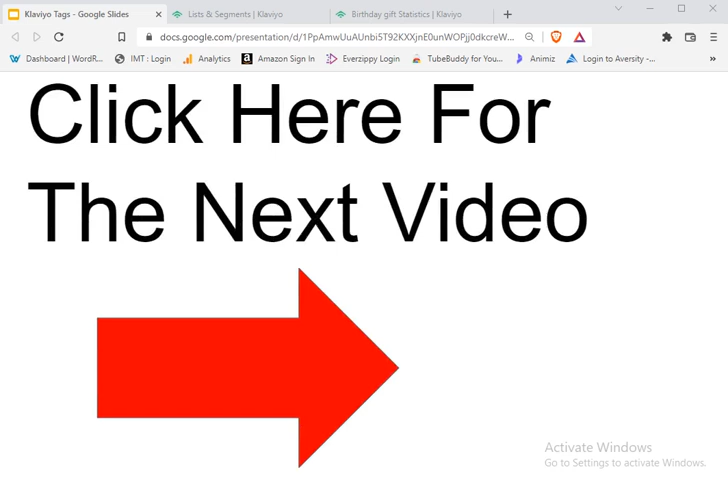 Klaviyo Tags - Google Slides
Lists & Segments | Klaviyo
Birthday gift Statistics | Klaviyo
docs.google.com/presentation/d/1PpAmwUuAUnbi5T92KXXjnE0unWOPjj0dkcreW...
Dashboard | WordR...
IMT : Login
Analytics
Amazon Sign In
Everzippy Login
TubeBuddy for You...
Animiz
Login to Aversity -...
Click Here For
The Next Video
Activate Windows
Go to Settings to activate Windows.